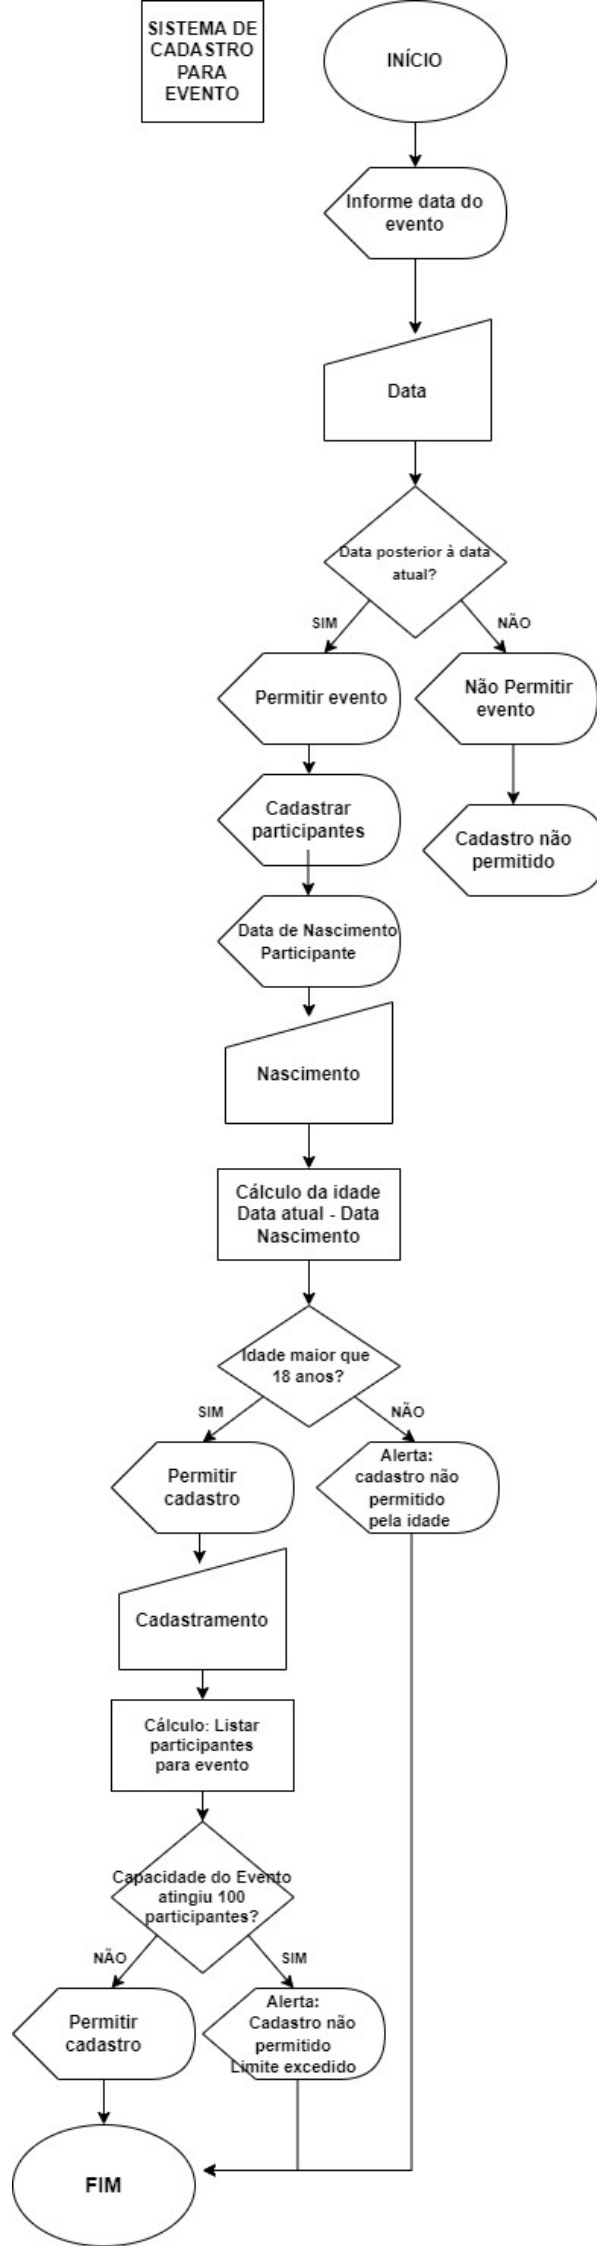 SISTEMA DE
CADASTRO
PARA
EVENTO
INÍCIO
Informe data do
evento
Data
Data posterior à data
atual?
SIM
NÃO
Permitir evento
Não Permitir
evento
Cadastrar
participantes
Cadastro não
permitido
Data de Nascimento
Participante
Nascimento
Cálculo da idade
Data atual - Data
Nascimento
Idade maior que
18 anos?
SIM
NÃO
Permitir
cadastro
Alerta:
cadastro não
permitido
pela idade
Cadastramento
Cálculo: Listar
participantes
para evento
Capacidade do Evento
atingiu 100
participantes?
NÃO
SIM
Permitir
cadastro
Alerta:
Cadastro não
permitido
Limite excedido
FIM